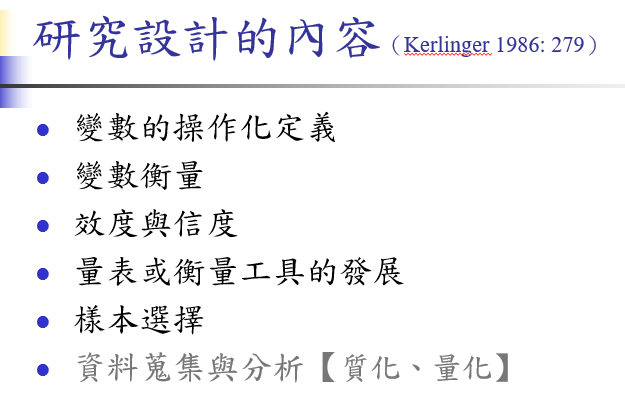 研究設計的內容（Kerlinger 1986: 279）
變數的操作化定義
變數衡量
效度與信度
量表或衡量工具的發展
樣本選擇
資料蒐集與分析【質化、量化】